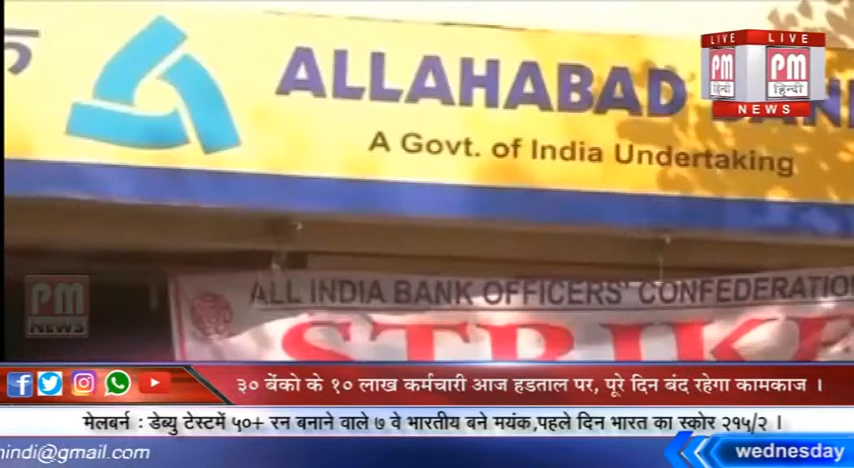 क
ALLAHABAD
A Govt. of India Undertaking
LIVE LIVE
PM PM
हिन्दी हिन्दी
NEWS
ALL INDIA BANK OFFICERS' CONFEDERATION
STRIKE
PM
NEWS
३० बेंको के १० लाख कर्मचारी आज हडताल पर, पूरे दिन बंद रहेगा कामकाज ।
मेलबर्न : डेब्यु टेस्टमें ५०+ रन बनाने वाले ७ वे भारतीय बने मयंक,पहले दिन भारत का स्कोर २१५/२ ।
hindi@gmail.com
wednesday